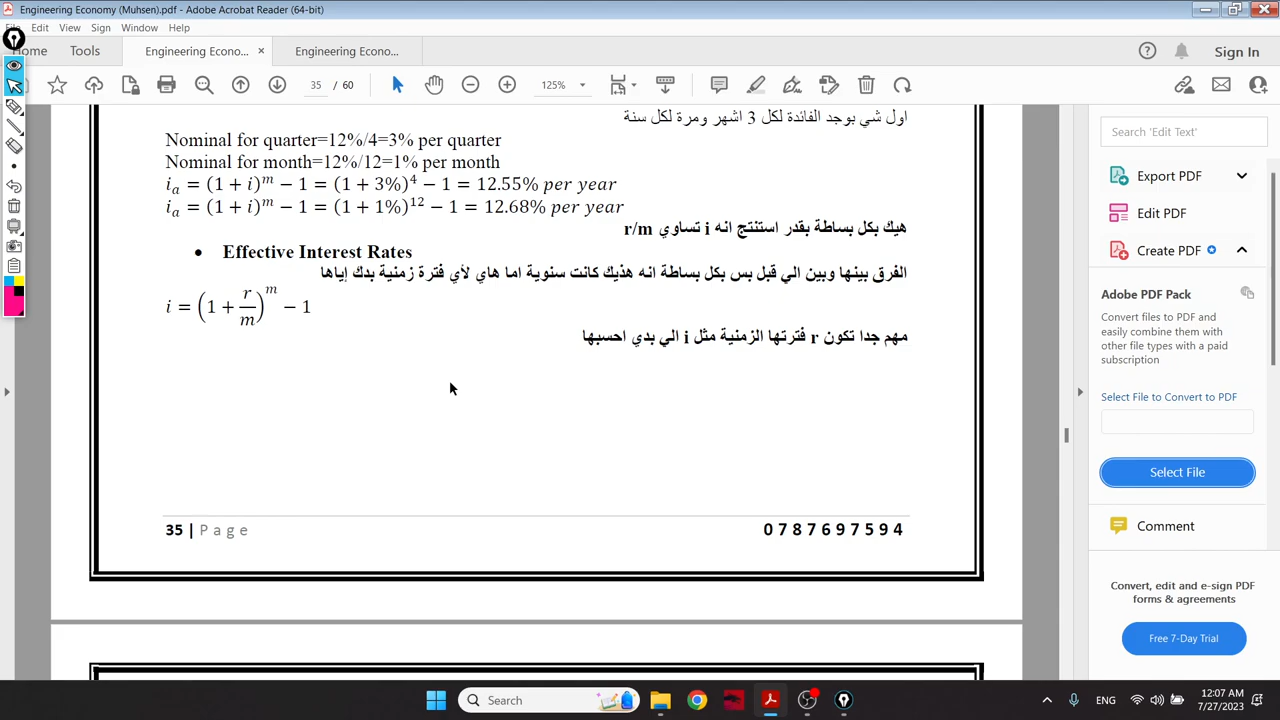 Engineering Economy (Muhsen).pdf - Adobe Acrobat Reader (64-bit)
File Edit View Sign Window Help
Home Tools Engineering Econo... × Engineering Econo...
Sign In
35 / 60
125%
اول شي بوجد الفائدة لكل 3 اشهر ومرة لكل سنة
Nominal for quarter=12%/4=3% per quarter
Nominal for month=12%/12=1% per month
iₐ = (1 + i)ᵐ − 1 = (1 + 3%)⁴ − 1 = 12.55% per year
iₐ = (1 + i)ᵐ − 1 = (1 + 1%)¹² − 1 = 12.68% per year
هيك بكل بساطة بقدر استنتج انه i تساوي r/m
• Effective Interest Rates
الفرق بينها وبين الي قبل بس بكل بساطة انه هذيك كانت سنوية اما هاي لأي فترة زمنية بدك إياها
i = (1 + r/m)ᵐ − 1
مهم جدا تكون r فترتها الزمنية مثل i الي بدي احسبها
35 | Page
0787697594
Search 'Edit Text'
Export PDF
Edit PDF
Create PDF
Adobe PDF Pack
Convert files to PDF and
easily combine them with
other file types with a paid
subscription
Select File to Convert to PDF
Select File
Comment
Convert, edit and e-sign PDF
forms & agreements
Free 7-Day Trial
Search
ENG
12:07 AM
7/27/2023